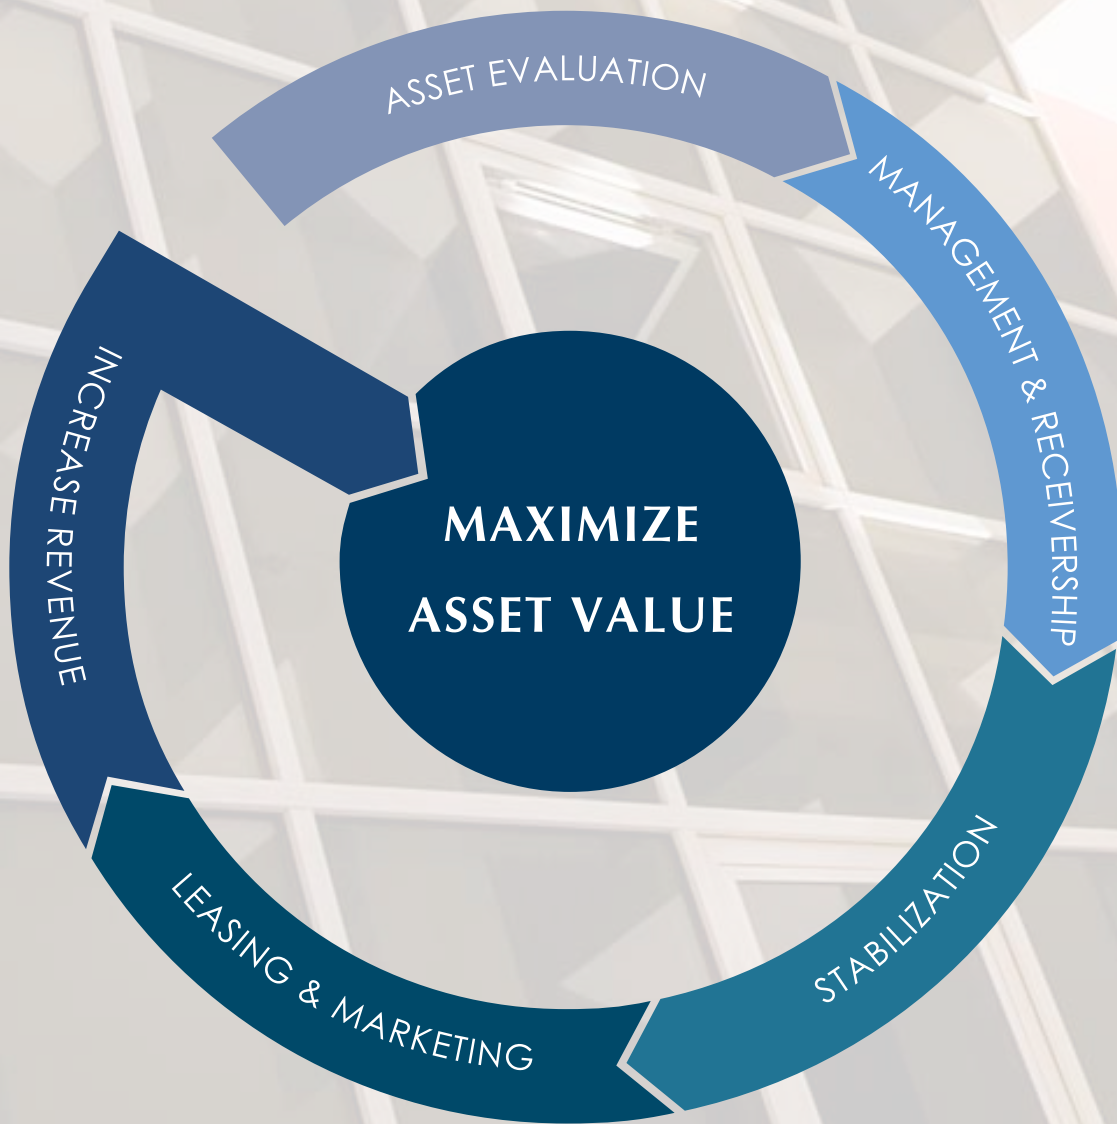 ASSET EVALUATION
MANAGEMENT & RECEIVERSHIP
STABILIZATION
LEASING & MARKETING
INCREASE REVENUE
MAXIMIZE
ASSET VALUE